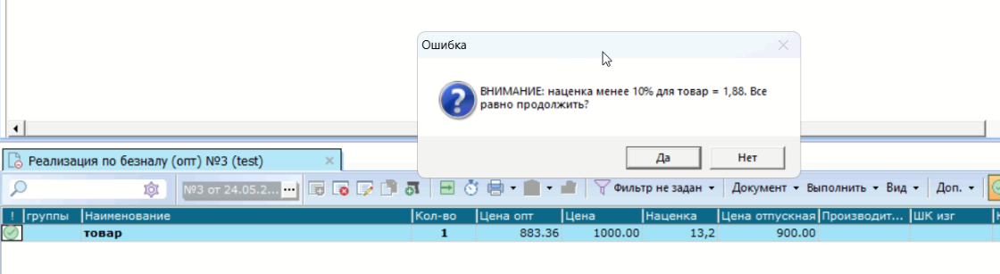 Ошибка
ВНИМАНИЕ: наценка менее 10% для товар = 1,88. Все
равно продолжить?
Да Нет
Реализация по безналу (опт) №3 (test)
№3 от 24.05.2... ... Фильтр не задан Документ Выполнить Вид Доп.
! группы Наименование Кол-во Цена опт Цена Наценка Цена отпускная Производит... ШК изг
товар 1 883.36 1000.00 13,2 900.00